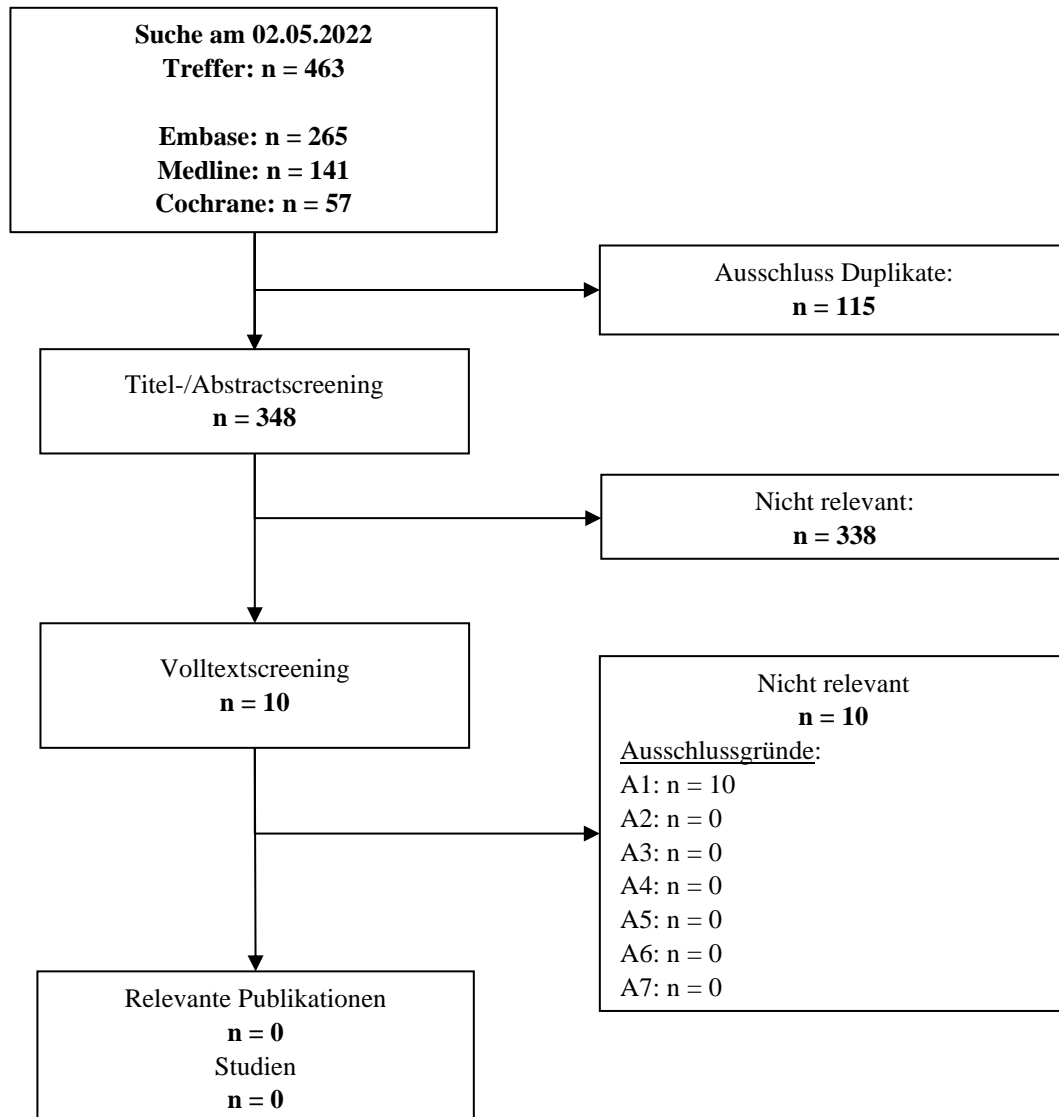 Suche am 02.05.2022
Treffer: n = 463
Embase: n = 265
Medline: n = 141
Cochrane: n = 57
Ausschluss Duplikate:
n = 115
Titel-/Abstractscreening
n = 348
Nicht relevant:
n = 338
Volltextscreening
n = 10
Nicht relevant
n = 10
Ausschlussgründe:
A1: n = 10
A2: n = 0
A3: n = 0
A4: n = 0
A5: n = 0
A6: n = 0
A7: n = 0
Relevante Publikationen
n = 0
Studien
n = 0